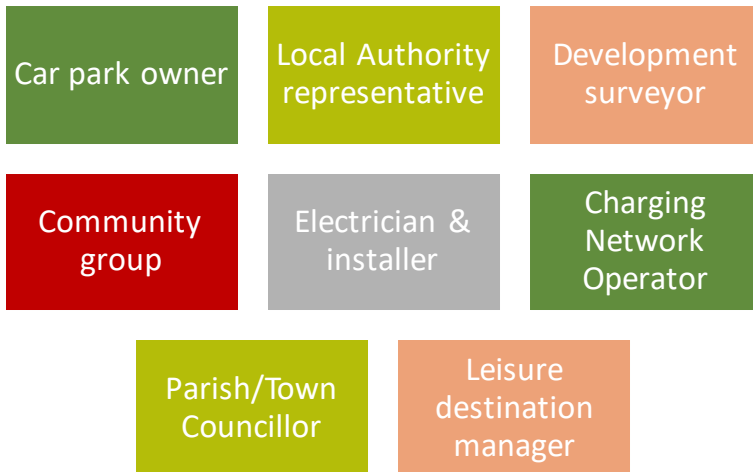 Car park owner
Local Authority
representative
Development
surveyor
Community
group
Electrician &
installer
Charging
Network
Operator
Parish/Town
Councillor
Leisure
destination
manager